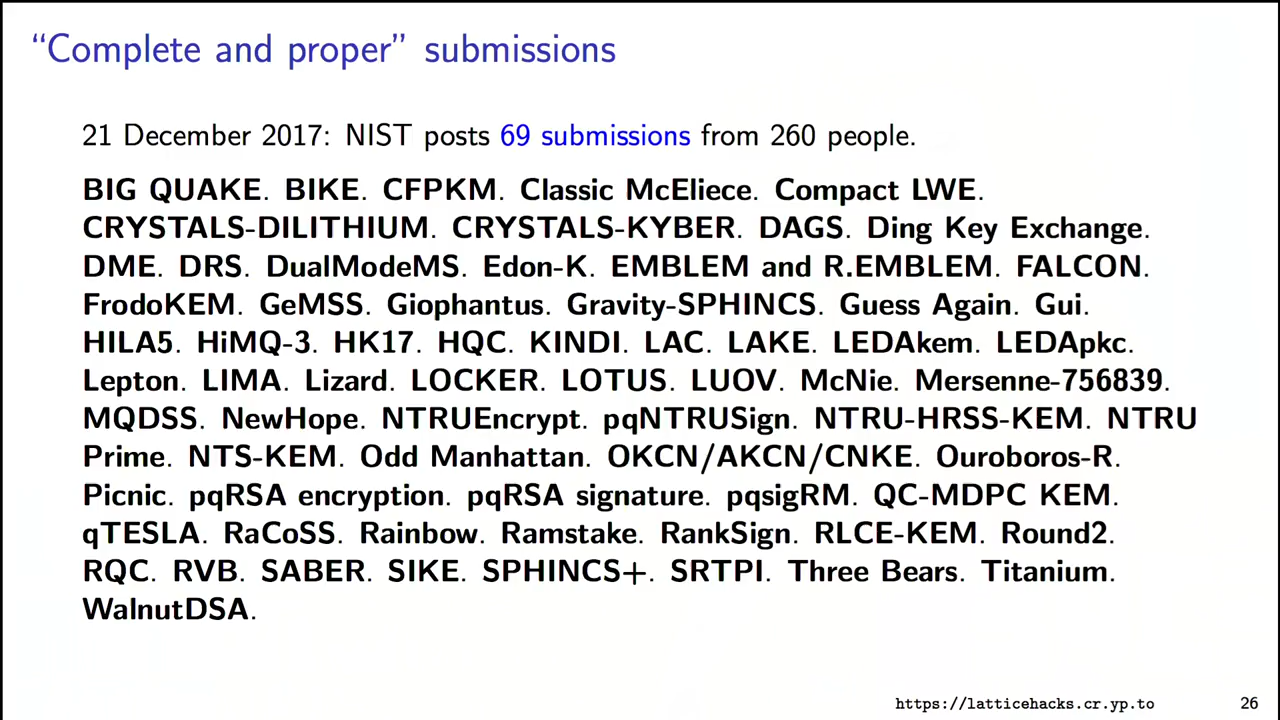 “Complete and proper” submissions
21 December 2017: NIST posts 69 submissions from 260 people.
BIG QUAKE. BIKE. CFPKM. Classic McEliece. Compact LWE.
CRYSTALS-DILITHIUM. CRYSTALS-KYBER. DAGS. Ding Key Exchange.
DME. DRS. DualModeMS. Edon-K. EMBLEM and R.EMBLEM. FALCON.
FrodoKEM. GeMSS. Giophantus. Gravity-SPHINCS. Guess Again. Gui.
HILA5. HiMQ-3. HK17. HQC. KINDI. LAC. LAKE. LEDAkem. LEDApkc.
Lepton. LIMA. Lizard. LOCKER. LOTUS. LUOV. McNie. Mersenne-756839.
MQDSS. NewHope. NTRUEncrypt. pqNTRUSign. NTRU-HRSS-KEM. NTRU
Prime. NTS-KEM. Odd Manhattan. OKCN/AKCN/CNKE. Ouroboros-R.
Picnic. pqRSA encryption. pqRSA signature. pqsigRM. QC-MDPC KEM.
qTESLA. RaCoSS. Rainbow. Ramstake. RankSign. RLCE-KEM. Round2.
RQC. RVB. SABER. SIKE. SPHINCS+. SRTPI. Three Bears. Titanium.
WalnutDSA.
https://latticehacks.cr.yp.to 26